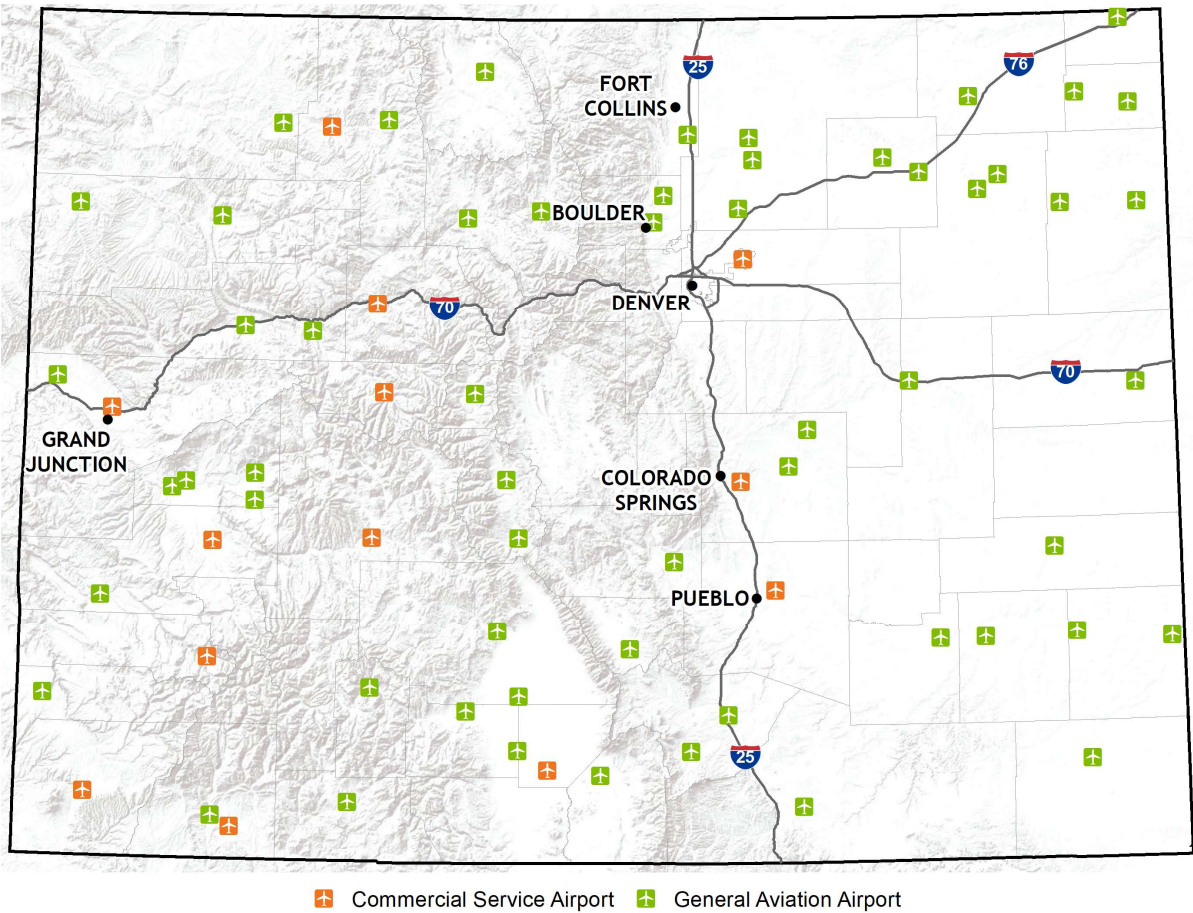 25
76
FORT
COLLINS
BOULDER
DENVER
70
70
GRAND
JUNCTION
COLORADO
SPRINGS
PUEBLO
25
Commercial Service Airport
General Aviation Airport